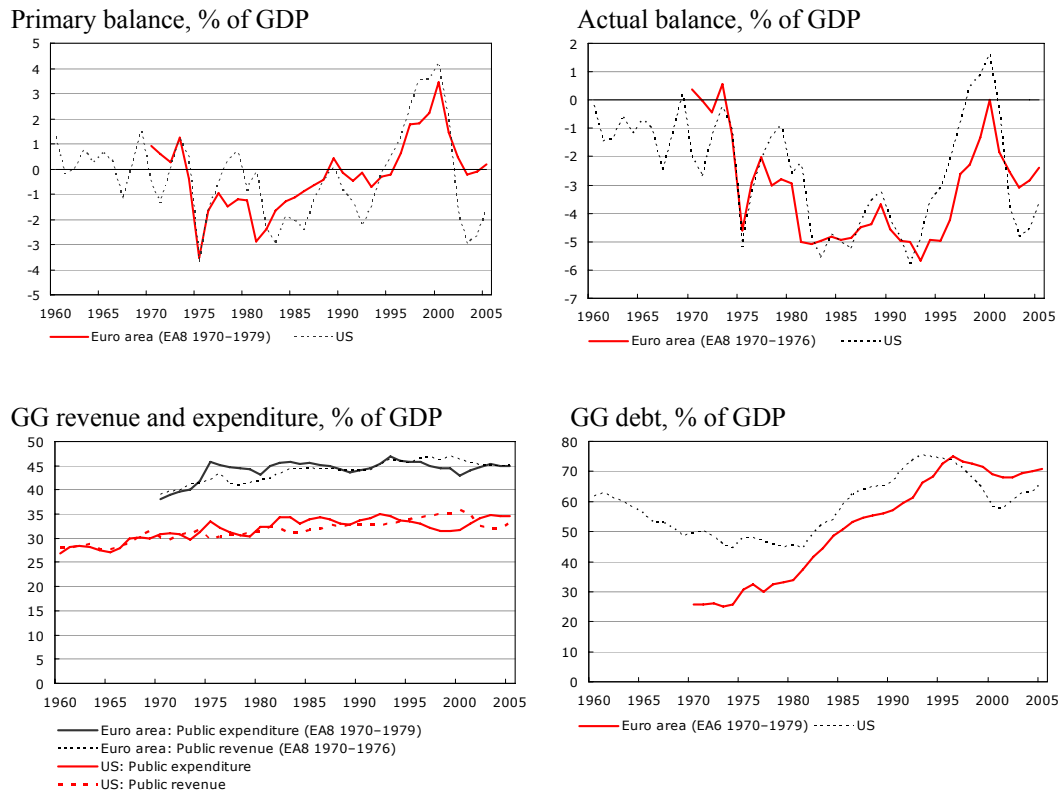 Primary balance, % of GDP
5
4
3
2
1
0
-1
-2
-3
-4
-5
1960 1965 1970 1975 1980 1985 1990 1995 2000 2005
Euro area (EA8 1970–1979) US
Actual balance, % of GDP
2
1
0
-1
-2
-3
-4
-5
-6
-7
1960 1965 1970 1975 1980 1985 1990 1995 2000 2005
Euro area (EA8 1970–1976) US
GG revenue and expenditure, % of GDP
50
45
40
35
30
25
20
15
10
5
0
1960 1965 1970 1975 1980 1985 1990 1995 2000 2005
Euro area: Public expenditure (EA8 1970–1979)
Euro area: Public revenue (EA8 1970–1976)
US: Public expenditure
US: Public revenue
GG debt, % of GDP
80
70
60
50
40
30
20
10
0
1960 1965 1970 1975 1980 1985 1990 1995 2000 2005
Euro area (EA6 1970–1979) US